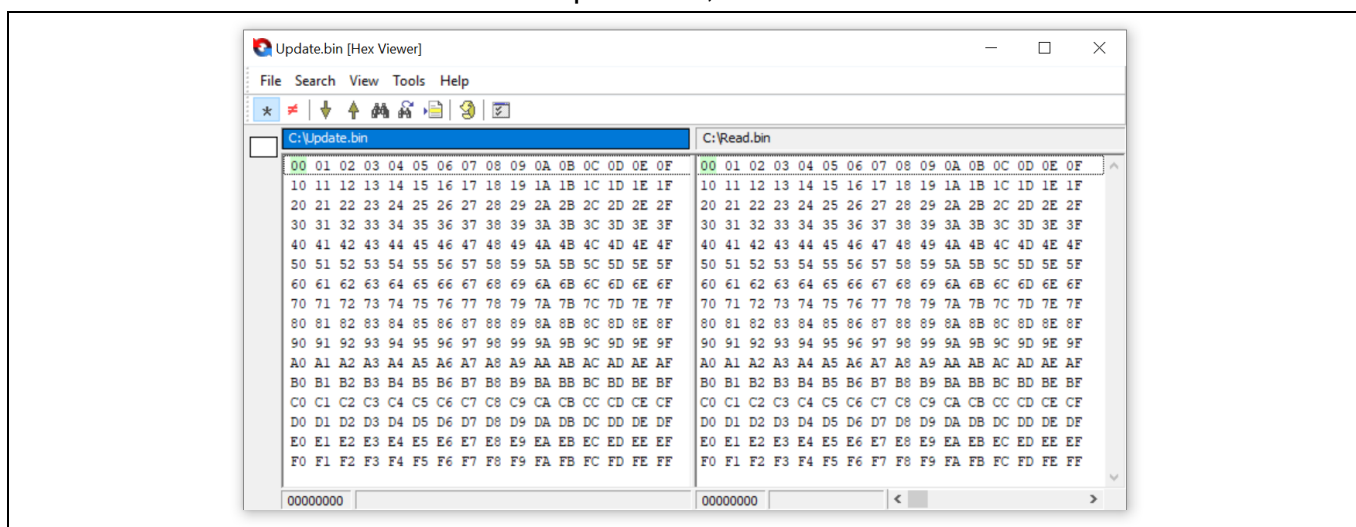 Update.bin [Hex Viewer]
File Search View Tools Help
C:\Update.bin
C:\Read.bin
00 01 02 03 04 05 06 07 08 09 0A 0B 0C 0D 0E 0F
10 11 12 13 14 15 16 17 18 19 1A 1B 1C 1D 1E 1F
20 21 22 23 24 25 26 27 28 29 2A 2B 2C 2D 2E 2F
30 31 32 33 34 35 36 37 38 39 3A 3B 3C 3D 3E 3F
40 41 42 43 44 45 46 47 48 49 4A 4B 4C 4D 4E 4F
50 51 52 53 54 55 56 57 58 59 5A 5B 5C 5D 5E 5F
60 61 62 63 64 65 66 67 68 69 6A 6B 6C 6D 6E 6F
70 71 72 73 74 75 76 77 78 79 7A 7B 7C 7D 7E 7F
80 81 82 83 84 85 86 87 88 89 8A 8B 8C 8D 8E 8F
90 91 92 93 94 95 96 97 98 99 9A 9B 9C 9D 9E 9F
A0 A1 A2 A3 A4 A5 A6 A7 A8 A9 AA AB AC AD AE AF
B0 B1 B2 B3 B4 B5 B6 B7 B8 B9 BA BB BC BD BE BF
C0 C1 C2 C3 C4 C5 C6 C7 C8 C9 CA CB CC CD CE CF
D0 D1 D2 D3 D4 D5 D6 D7 D8 D9 DA DB DC DD DE DF
E0 E1 E2 E3 E4 E5 E6 E7 E8 E9 EA EB EC ED EE EF
F0 F1 F2 F3 F4 F5 F6 F7 F8 F9 FA FB FC FD FE FF
00 01 02 03 04 05 06 07 08 09 0A 0B 0C 0D 0E 0F
10 11 12 13 14 15 16 17 18 19 1A 1B 1C 1D 1E 1F
20 21 22 23 24 25 26 27 28 29 2A 2B 2C 2D 2E 2F
30 31 32 33 34 35 36 37 38 39 3A 3B 3C 3D 3E 3F
40 41 42 43 44 45 46 47 48 49 4A 4B 4C 4D 4E 4F
50 51 52 53 54 55 56 57 58 59 5A 5B 5C 5D 5E 5F
60 61 62 63 64 65 66 67 68 69 6A 6B 6C 6D 6E 6F
70 71 72 73 74 75 76 77 78 79 7A 7B 7C 7D 7E 7F
80 81 82 83 84 85 86 87 88 89 8A 8B 8C 8D 8E 8F
90 91 92 93 94 95 96 97 98 99 9A 9B 9C 9D 9E 9F
A0 A1 A2 A3 A4 A5 A6 A7 A8 A9 AA AB AC AD AE AF
B0 B1 B2 B3 B4 B5 B6 B7 B8 B9 BA BB BC BD BE BF
C0 C1 C2 C3 C4 C5 C6 C7 C8 C9 CA CB CC CD CE CF
D0 D1 D2 D3 D4 D5 D6 D7 D8 D9 DA DB DC DD DE DF
E0 E1 E2 E3 E4 E5 E6 E7 E8 E9 EA EB EC ED EE EF
F0 F1 F2 F3 F4 F5 F6 F7 F8 F9 FA FB FC FD FE FF
00000000
00000000